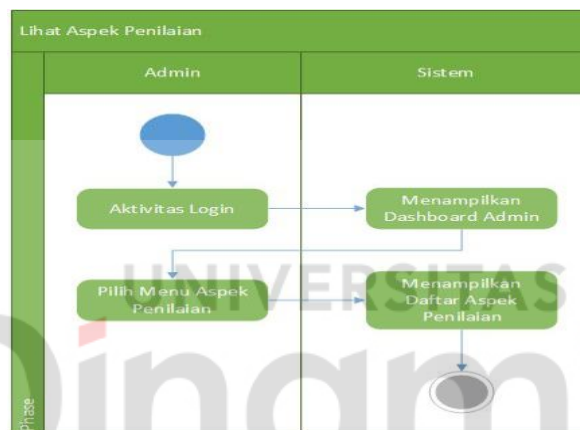 Lihat Aspek Penilaian
Admin
Sistem
Aktivitas Login
Menampilkan
Dashboard Admin
Pilih Menu Aspek
Penilaian
Menampilkan
Daftar Aspek
Penilaian
Phase
UNIVERSITAS
Dinam